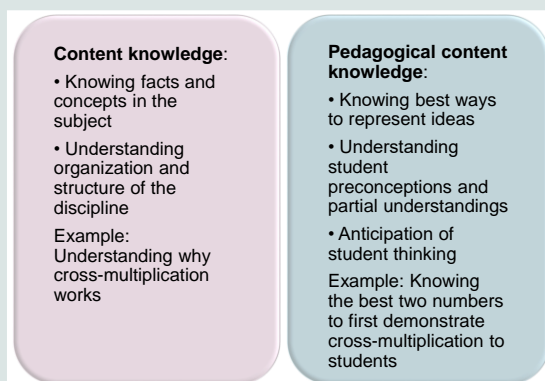 Content knowledge:
• Knowing facts and
concepts in the
subject
• Understanding
organization and
structure of the
discipline
Example:
Understanding why
cross-multiplication
works
Pedagogical content
knowledge:
• Knowing best ways
to represent ideas
• Understanding
student
preconceptions and
partial understandings
• Anticipation of
student thinking
Example: Knowing
the best two numbers
to first demonstrate
cross-multiplication to
students